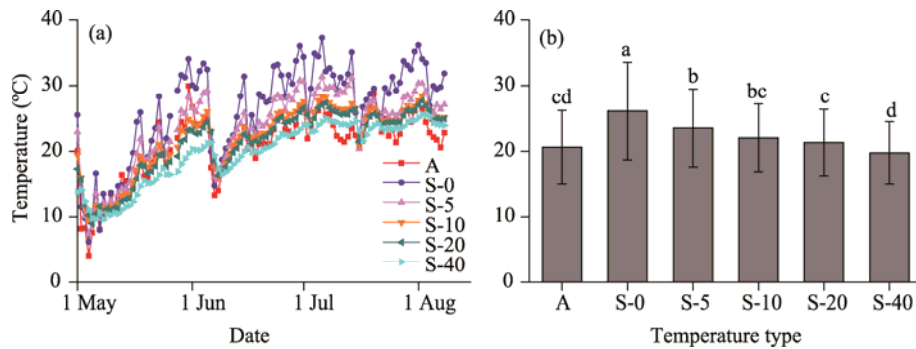 (a)
Temperature (°C)
40
30
20
10
0
A
S-0
S-5
S-10
S-20
S-40
1 May
1 Jun
1 Jul
1 Aug
Date
(b)
40
30
20
10
0
cd
a
b
bc
c
d
A
S-0
S-5
S-10
S-20
S-40
Temperature type